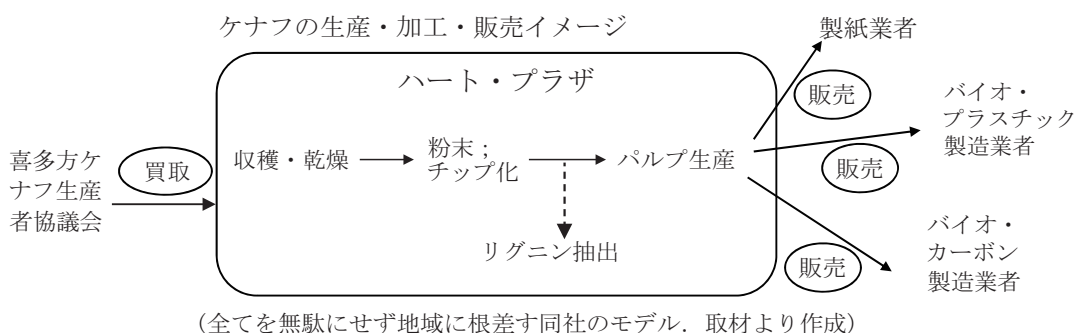 ケナフの生産・加工・販売イメージ
ハート・プラザ
喜多方ケ
ナフ生産
者協議会
買取
収穫・乾燥
粉末；
チップ化
パルプ生産
リグニン抽出
製紙業者
販売
バイオ・
プラスチック
製造業者
販売
バイオ・
カーボン
製造業者
販売
(全てを無駄にせず地域に根差す同社のモデル．取材より作成)